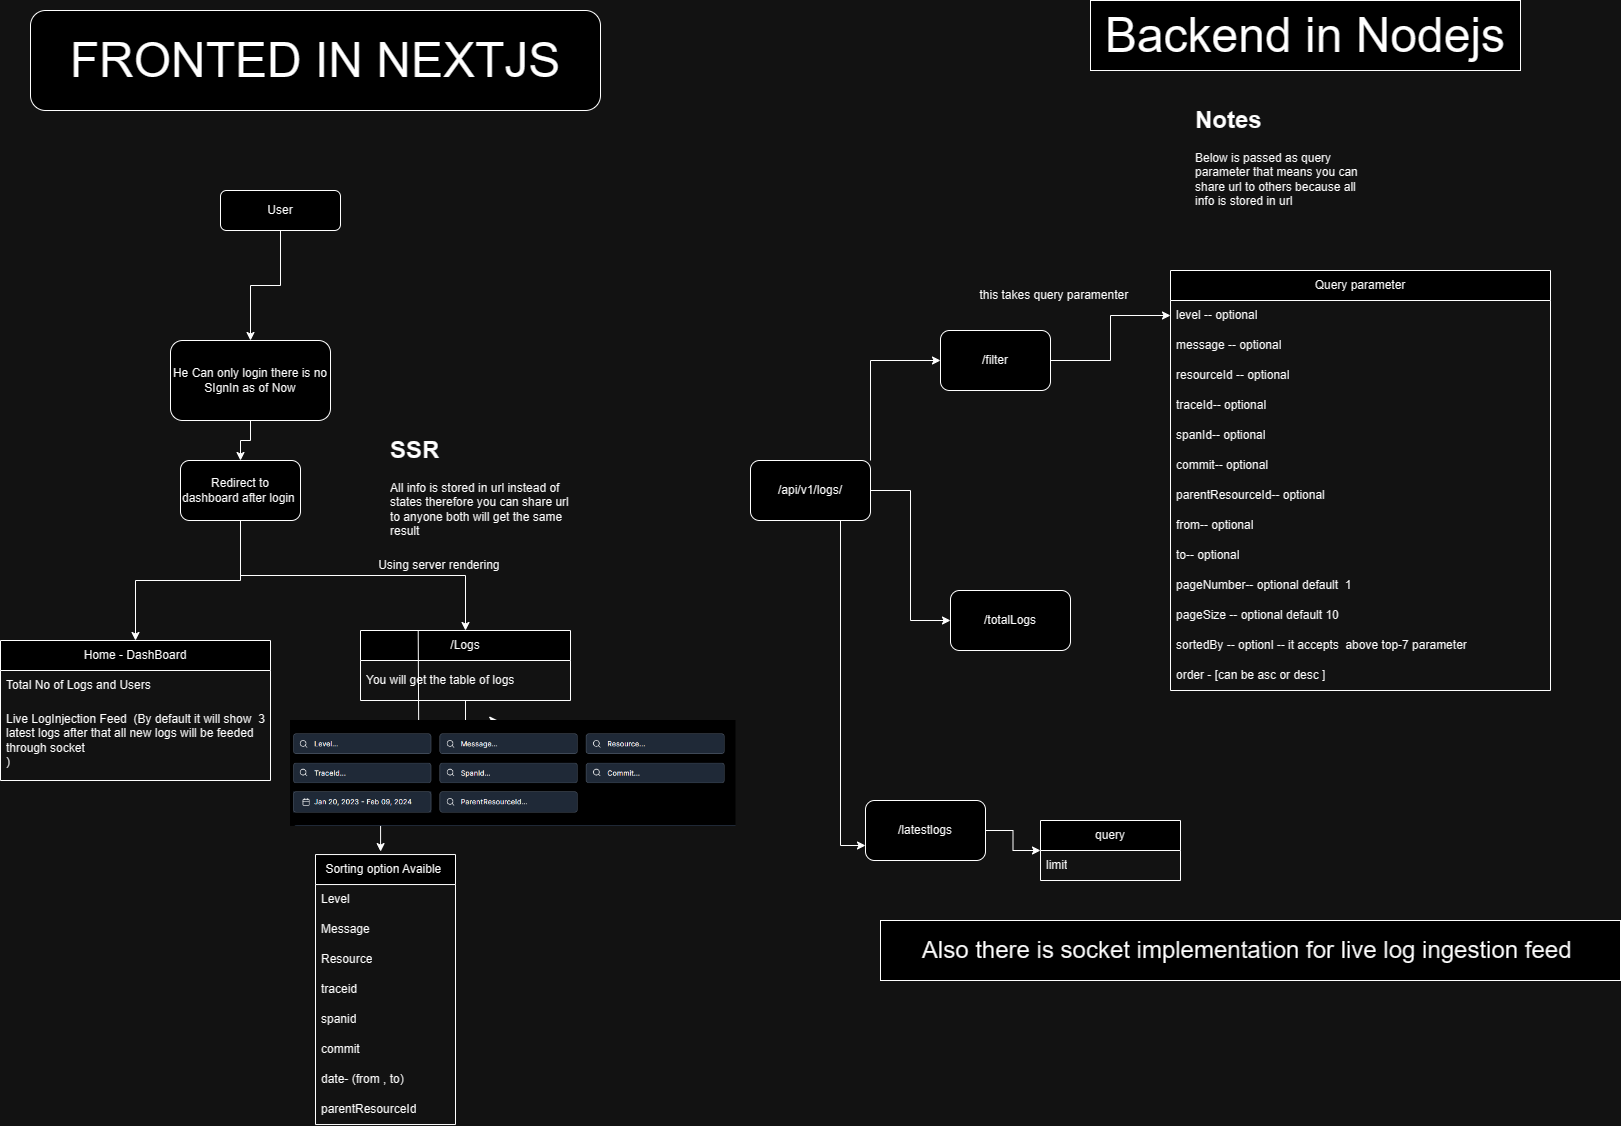 FRONTED IN NEXTJS
User
He Can only login there is no
SIgnIn as of Now
Redirect to
dashboard after login
SSR
All info is stored in url instead of
states therefore you can share url
to anyone both will get the same
result
Using server rendering
Home - DashBoard
Total No of Logs and Users
Live LogInjection Feed  (By default it will show  3
latest logs after that all new logs will be feeded
through socket
)
/Logs
You will get the table of logs
Level...
Message...
Resource...
TraceId...
SpanId...
Commit...
Jan 20, 2023 - Feb 09, 2024
ParentResourceId...
Sorting option Avaible
Level
Message
Resource
traceid
spanid
commit
date- (from , to)
parentResourceId
Backend in Nodejs
Notes
Below is passed as query
parameter that means you can
share url to others because all
info is stored in url
/api/v1/logs/
/filter
this takes query paramenter
Query parameter
level -- optional
message -- optional
resourceId -- optional
traceId-- optional
spanId-- optional
commit-- optional
parentResourceId-- optional
from-- optional
to-- optional
pageNumber-- optional default  1
pageSize -- optional default 10
sortedBy -- optionl -- it accepts  above top-7 parameter
order - [can be asc or desc ]
/totalLogs
/latestlogs
query
limit
Also there is socket implementation for live log ingestion feed